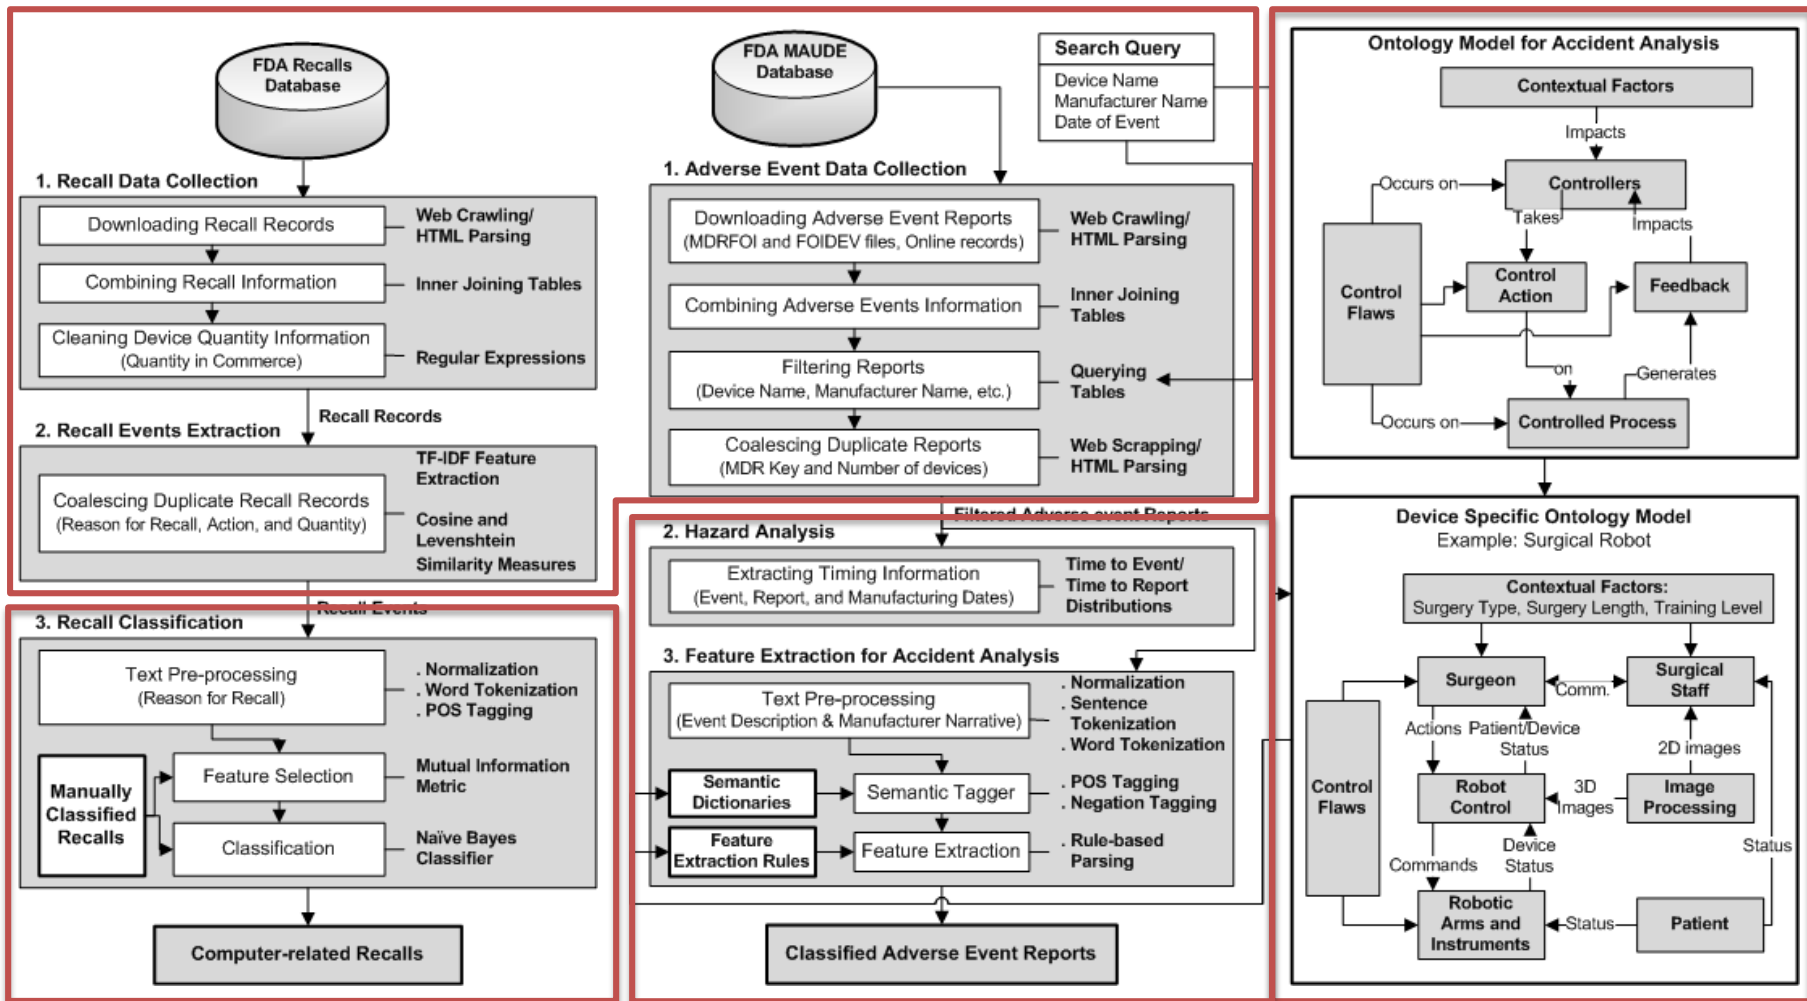 FDA Recalls
Database
1. Recall Data Collection
Downloading Recall Records
Web Crawling/
HTML Parsing
Combining Recall Information
Inner Joining Tables
Cleaning Device Quantity Information
(Quantity in Commerce)
Regular Expressions
Recall Records
2. Recall Events Extraction
Coalescing Duplicate Recall Records
(Reason for Recall, Action, and Quantity)
TF-IDF Feature
Extraction
Cosine and
Levenshtein
Similarity Measures
Recall Events
3. Recall Classification
Text Pre-processing
(Reason for Recall)
. Normalization
. Word Tokenization
. POS Tagging
Manually
Classified
Recalls
Feature Selection
Mutual Information
Metric
Classification
Naïve Bayes
Classifier
Computer-related Recalls
FDA MAUDE
Database
Search Query
Device Name
Manufacturer Name
Date of Event
1. Adverse Event Data Collection
Downloading Adverse Event Reports
(MDRFOI and FOIDEV files, Online records)
Web Crawling/
HTML Parsing
Combining Adverse Events Information
Inner Joining
Tables
Filtering Reports
(Device Name, Manufacturer Name, etc.)
Querying
Tables
Coalescing Duplicate Reports
(MDR Key and Number of devices)
Web Scrapping/
HTML Parsing
Filtered Adverse event Reports
2. Hazard Analysis
Extracting Timing Information
(Event, Report, and Manufacturing Dates)
Time to Event/
Time to Report
Distributions
3. Feature Extraction for Accident Analysis
Text Pre-processing
(Event Description & Manufacturer Narrative)
. Normalization
. Sentence
Tokenization
. Word Tokenization
Semantic
Dictionaries
Semantic Tagger
. POS Tagging
. Negation Tagging
Feature
Extraction Rules
Feature Extraction
. Rule-based
Parsing
Classified Adverse Event Reports
Ontology Model for Accident Analysis
Contextual Factors
Impacts
Occurs on
Controllers
Takes
Impacts
Control
Flaws
Control
Action
Feedback
on
Generates
Occurs on
Controlled Process
Device Specific Ontology Model
Example: Surgical Robot
Contextual Factors:
Surgery Type, Surgery Length, Training Level
Surgeon
Comm.
Surgical
Staff
Actions
Patient/Device
Status
2D images
Control
Flaws
Robot
Control
3D
Images
Image
Processing
Commands
Device
Status
Status
Robotic
Arms and
Instruments
Status
Patient